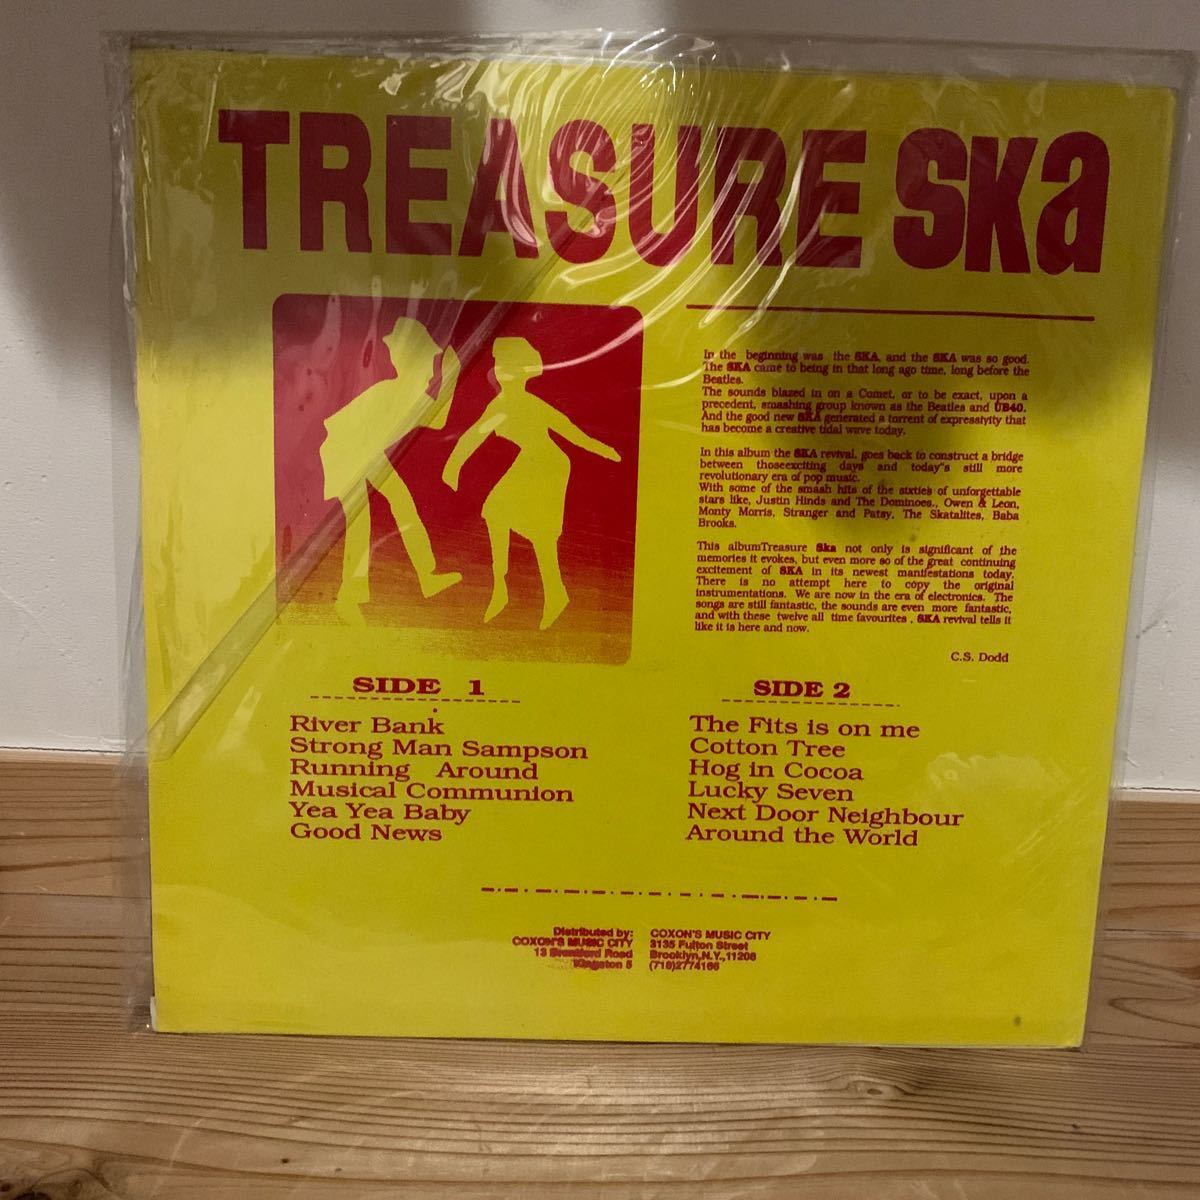 TREASURE SKa
In the beginning was the SKA, and the SKA was so good.
The SKA came to being in that long ago time, long before the
Beatles.
The sounds blazed in on a Comet, or to be exact, upon a
precedent, smashing group known as the Beatles and UB40.
And the good new SKA generated a torrent of expressivity that
has become a creative tidal wave today.
In this album the SKA revival, goes back to construct a bridge
between thoseexciting days and today"s still more
revolutionary era of pop music.
With some of the smash hits of the sixties of unforgettable
stars like, Justin Hinds and The Dominoes., Owen & Leon,
Monty Morris, Stranger and Patsy, The Skatalites, Baba
Brooks.
This albumTreasure Ska not only is significant of the
memories it evokes, but even more so of the great continuing
excitement of SKA in its newest manifestations today.
There is no attempt here to copy the original
instrumentations. We are now in the era of electronics. The
songs are still fantastic, the sounds are even more fantastic,
and with these twelve all time favourites , SKA revival tells it
like it is here and now.
C.S. Dodd
SIDE 1
River Bank
Strong Man Sampson
Running Around
Musical Communion
Yea Yea Baby
Good News
SIDE 2
The Fits is on me
Cotton Tree
Hog in Cocoa
Lucky Seven
Next Door Neighbour
Around the World
Distributed by:
COXON'S MUSIC CITY
13 Brentford Road
Kingston 5
COXON'S MUSIC CITY
3135 Fulton Street
Brooklyn,N.Y.,11208
(718)2774166